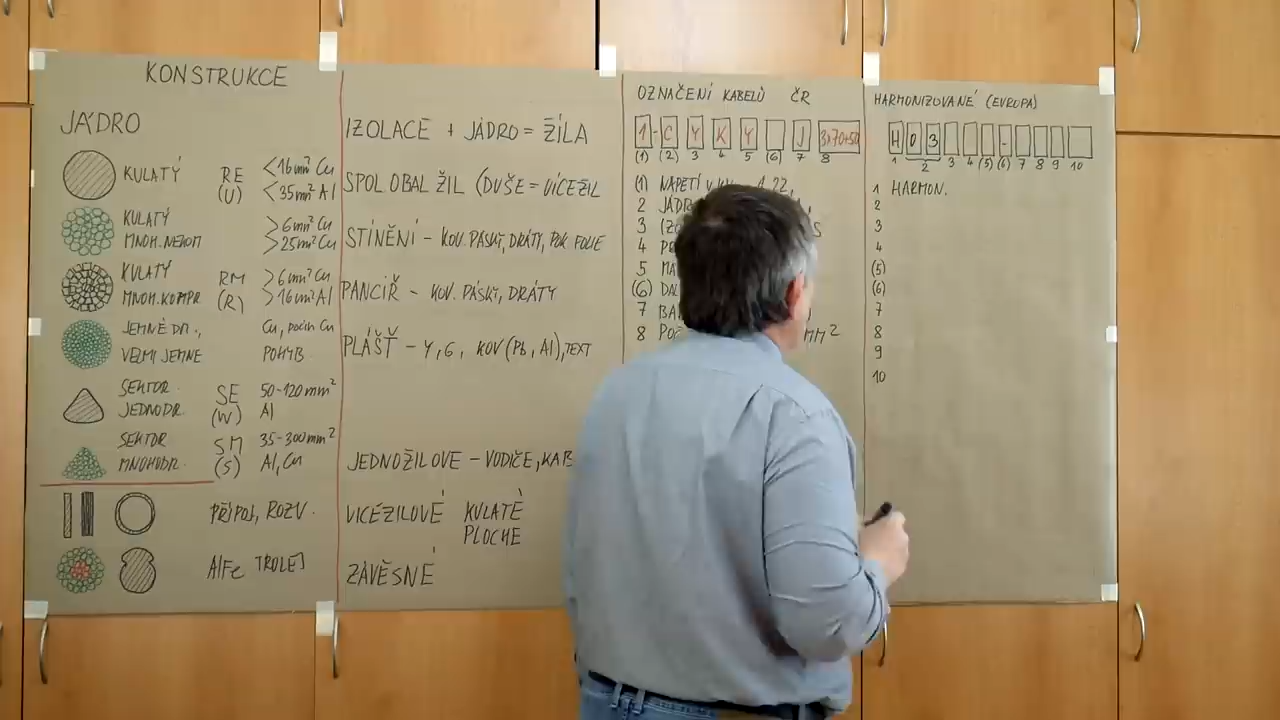 KONSTRUKCE
JÁDRO
KULATÝ RE <16mm² Cu
(U) <35mm² Al
KULATÝ >6mm² Cu
MNOH.NEKOM >25mm² Cu
KULATÝ RM >6mm² Cu
MNOH.KOMPR (R) >16mm² Al
JEMNĚ DR., Cu, pocín Cu
VELMI JEMNE POHYB.
SEKTOR. SE 50-120mm²
JEDNODR. (W) Al
SEKTOR SM 35-300mm²
MNOHODR. (S) Al, Cu
PŘÍPOJ, ROZV.
AlFe TROLEJ
IZOLACE + JÁDRO = ŽÍLA
SPOL OBAL ŽIL (DUŠE = VÍCEŽIL
STÍNĚNÍ - KOV. PÁSKY, DRÁTY, POK. FOLIE
PANCÍŘ - KOV. PÁSKY, DRÁTY
PLÁŠŤ - Y, G, KOV (Pb, Al), TEXT
JEDNOŽILOVÉ - VODIČE, KAB
VÍCEŽILOVÉ KULATÉ
PLOCHÉ
ZÁVĚSNÉ
OZNAČENÍ KABELŮ ČR
1 - C Y K Y J 3x70+50
(1) (2) 3 4 5 (6) 7 8
(1) NAPĚTÍ
2
3
4
5
(6)
7
8 mm²
HARMONIZOVANÉ (EVROPA)
H 0 3 -
1 2 3 4 (5) (6) 7 8 9 10
1 HARMON.
2
3
4
(5)
(6)
7
8
9
10